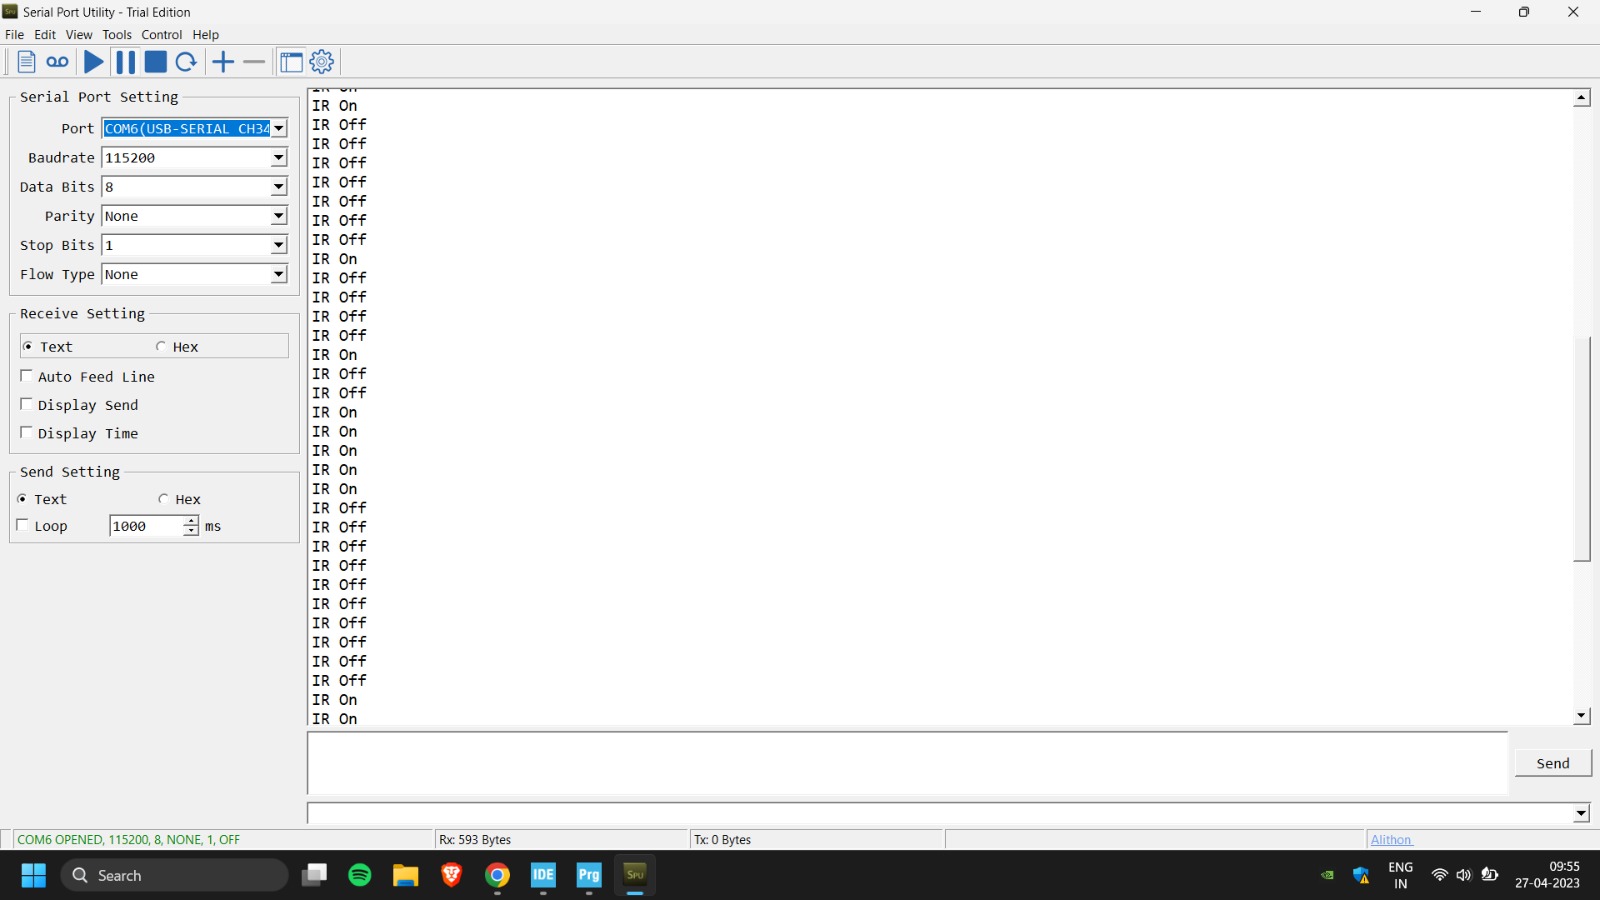 Serial Port Utility - Trial Edition
File Edit View Tools Control Help
Serial Port Setting
Port COM6(USB-SERIAL CH34
Baudrate 115200
Data Bits 8
Parity None
Stop Bits 1
Flow Type None
Receive Setting
Text Hex
Auto Feed Line
Display Send
Display Time
Send Setting
Text Hex
Loop 1000 ms
IR On
IR On
IR Off
IR Off
IR Off
IR Off
IR Off
IR Off
IR Off
IR On
IR Off
IR Off
IR Off
IR Off
IR On
IR Off
IR Off
IR On
IR On
IR On
IR On
IR On
IR Off
IR Off
IR Off
IR Off
IR Off
IR Off
IR Off
IR Off
IR Off
IR Off
IR On
IR On
Send
COM6 OPENED, 115200, 8, NONE, 1, OFF Rx: 593 Bytes Tx: 0 Bytes Alithon
Search IDE Prg SPU ENG 09:55
IN 27-04-2023